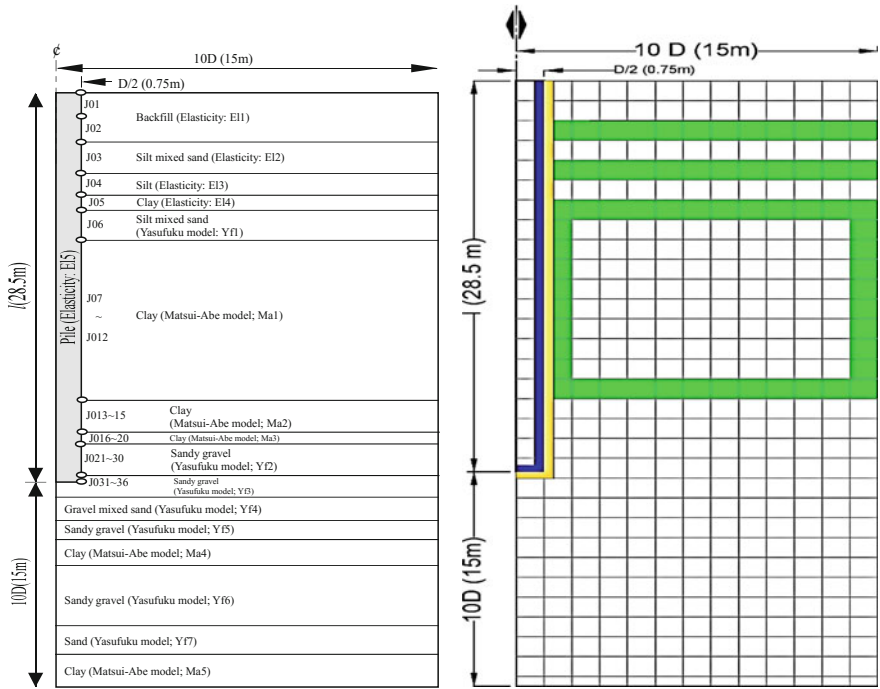 ¢
10D (15m)
D/2 (0.75m)
J01
Backfill (Elasticity: El1)
J02
J03 Silt mixed sand (Elasticity: El2)
J04 Silt (Elasticity: El3)
J05 Clay (Elasticity: El4)
Silt mixed sand
J06
(Yasufuku model: Yf1)
l(28.5m)
Pile (Elasticity: El5)
J07
~
J012
Clay (Matsui-Abe model; Ma1)
J013~15 Clay
(Matsui-Abe model; Ma2)
J016~20 Clay (Matsui-Abe model; Ma3)
J021~30 Sandy gravel
(Yasufuku model; Yf2)
J031~36 Sandy gravel
(Yasufuku model; Yf3)
Gravel mixed sand (Yasufuku model; Yf4)
Sandy gravel (Yasufuku model; Yf5)
Clay (Matsui-Abe model; Ma4)
10D(15m)
Sandy gravel (Yasufuku model; Yf6)
Sand (Yasufuku model; Yf7)
Clay (Matsui-Abe model; Ma5)
10 D (15m)
D/2 (0.75m)
l (28.5 m)
10D (15m)